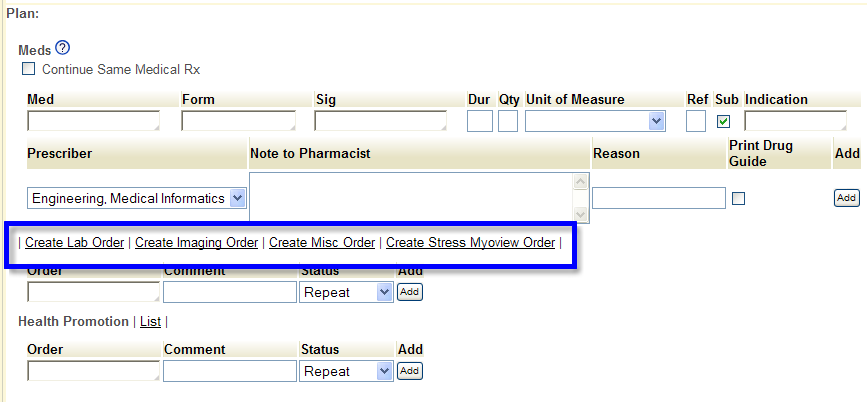 Plan:
Meds ?
Continue Same Medical Rx
Med Form Sig Dur Qty Unit of Measure Ref Sub Indication
Prescriber Note to Pharmacist Reason Print Drug Guide Add
Engineering, Medical Informatics Add
| Create Lab Order | Create Imaging Order | Create Misc Order | Create Stress Myoview Order |
Order Comment Status Add
Repeat Add
Health Promotion | List |
Order Comment Status Add
Repeat Add